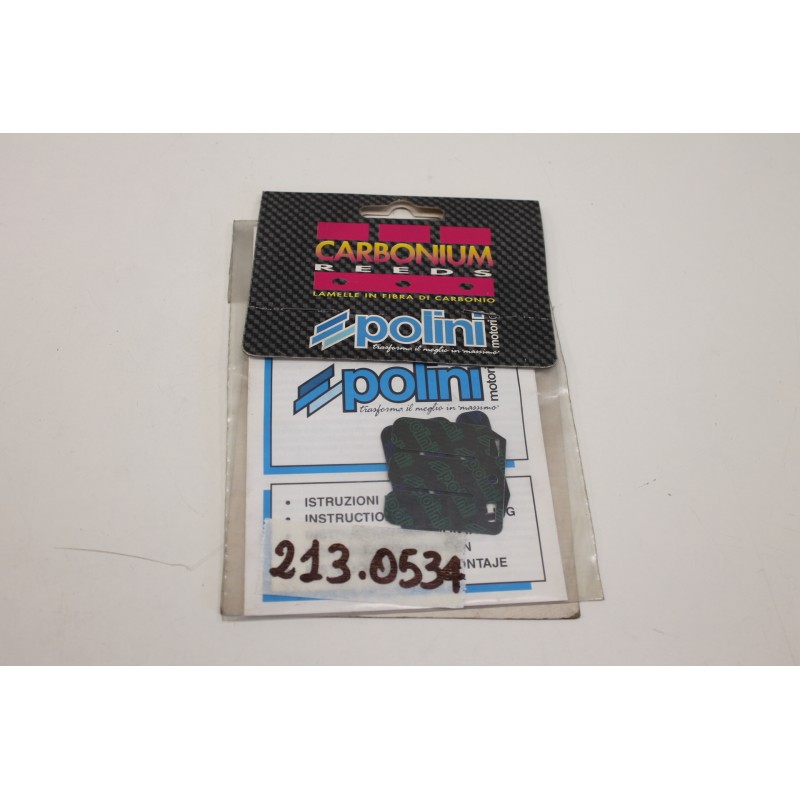 CARBONIUM
REEDS
LAMELLE IN FIBRA DI CARBONIO
polini
motori
trasforma il meglio in massimo
polini
motori
trasforma il meglio in massimo
• ISTRUZIONI
• INSTRUCTIO
G
N
ONTAJE
213.0534